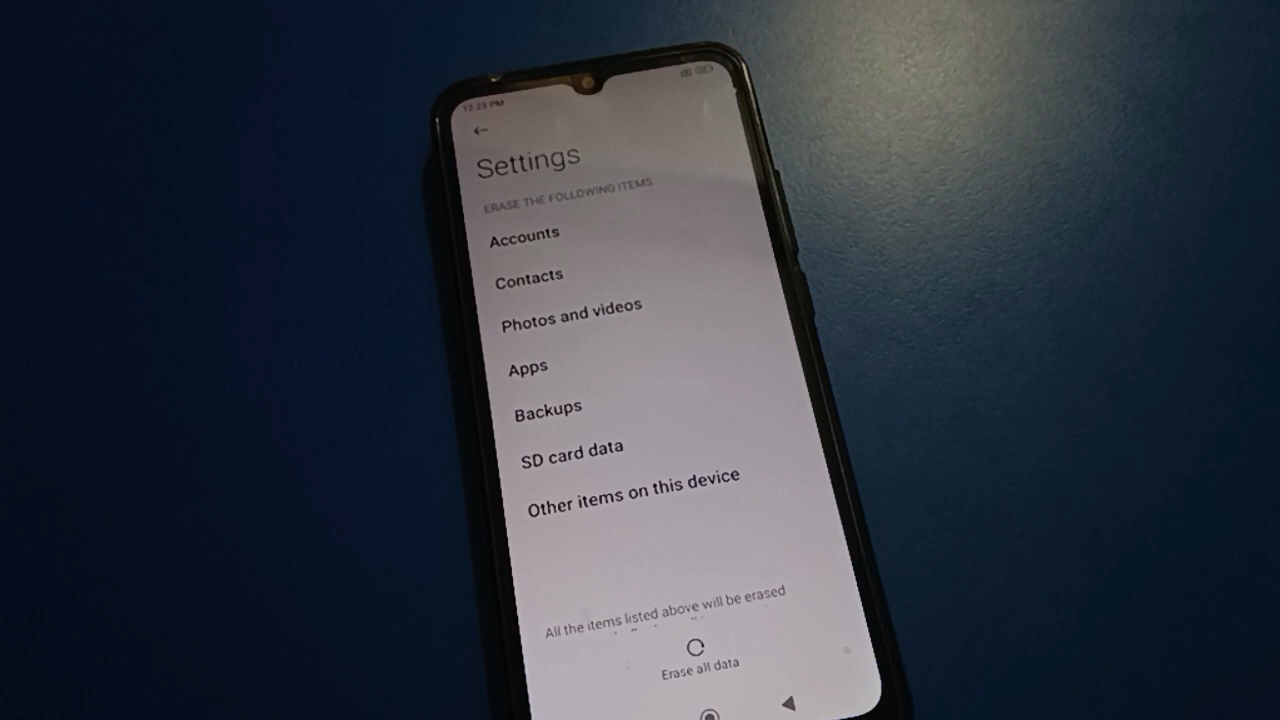 12:23 PM
Settings
ERASE THE FOLLOWING ITEMS
Accounts
Contacts
Photos and videos
Apps
Backups
SD card data
Other items on this device
All the items listed above will be erased
Erase all data